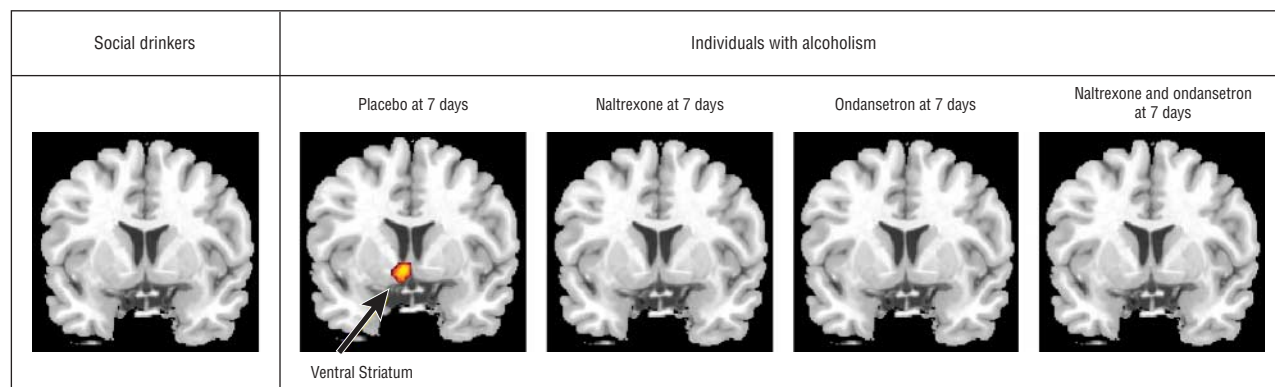 Social drinkers
Individuals with alcoholism
Placebo at 7 days
Naltrexone at 7 days
Ondansetron at 7 days
Naltrexone and ondansetron
at 7 days
Ventral Striatum